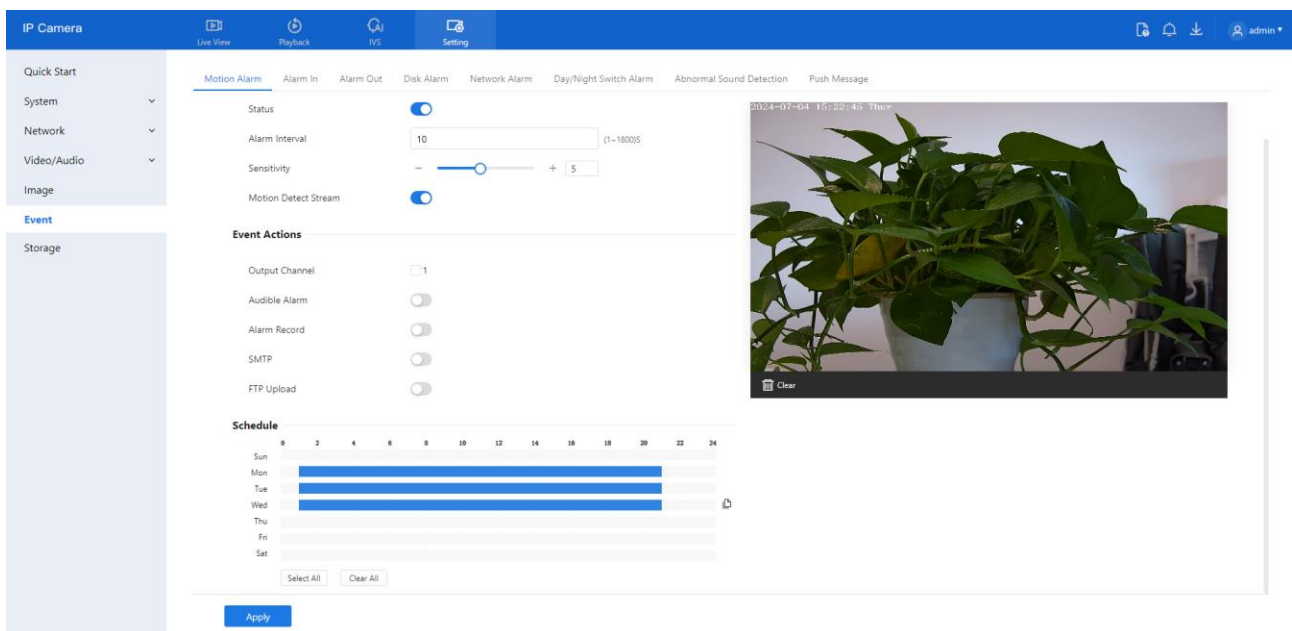 IP Camera
Live View
Playback
AI
IVS
Setting
admin
Quick Start
System
Network
Video/Audio
Image
Event
Storage
Motion Alarm Alarm In Alarm Out Disk Alarm Network Alarm Day/Night Switch Alarm Abnormal Sound Detection Push Message
Status
Alarm Interval 10 (1~1800)S
Sensitivity − + 5
Motion Detect Stream
Event Actions
Output Channel 1
Audible Alarm
Alarm Record
SMTP
FTP Upload
2024-07-04 15:22:45 Thur
Clear
Schedule
0 2 4 6 8 10 12 14 16 18 20 22 24
Sun
Mon
Tue
Wed
Thu
Fri
Sat
Select All Clear All
Apply